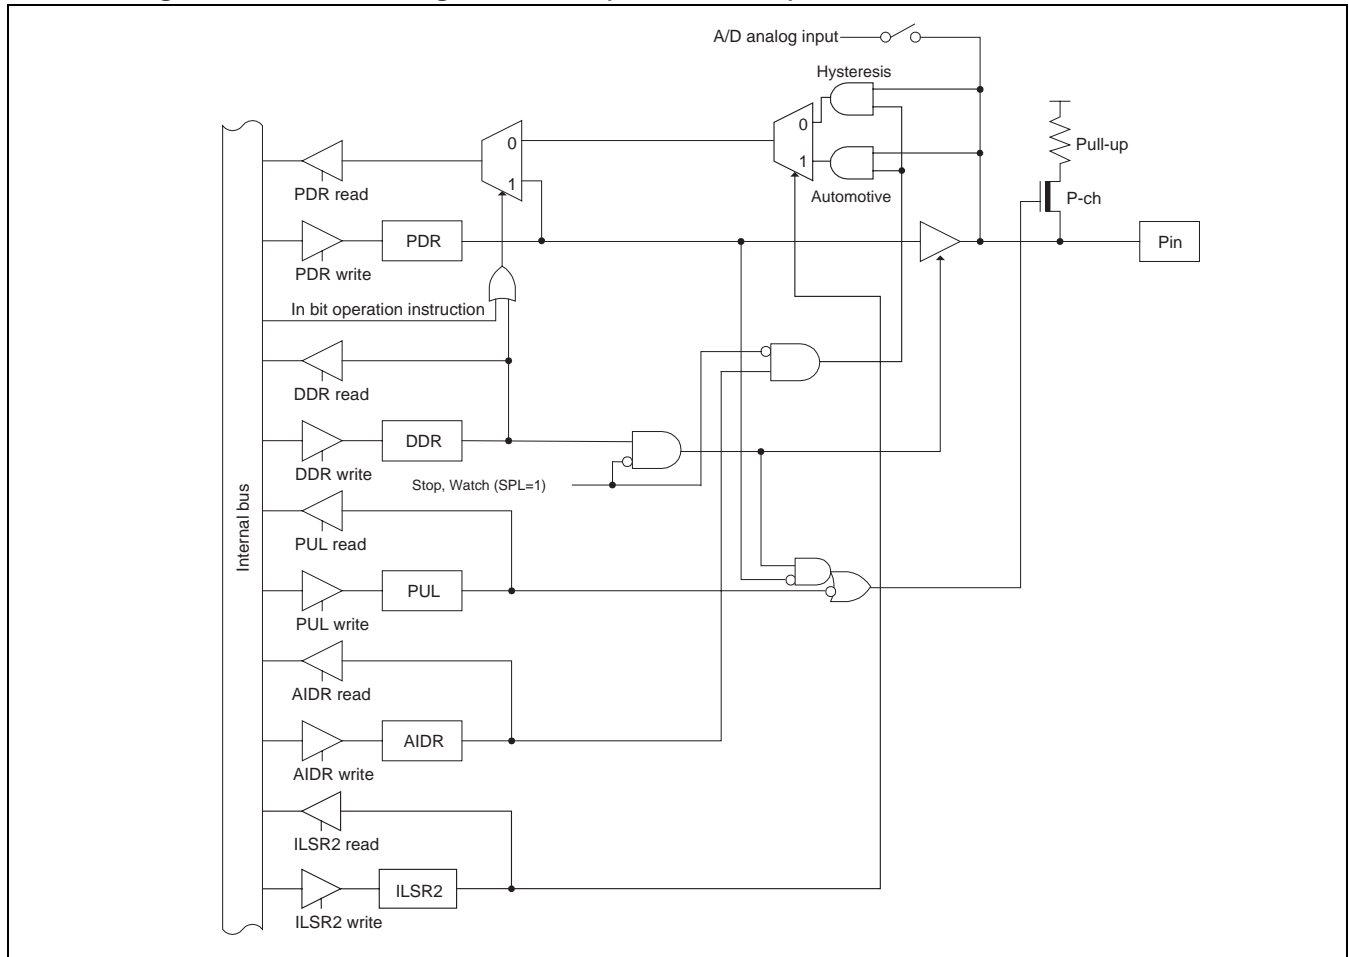 A/D analog input
Hysteresis
0
0
Pull-up
1
PDR read
1
Automotive
P-ch
PDR
Pin
PDR write
In bit operation instruction
DDR read
DDR
DDR write
Stop, Watch (SPL=1)
Internal bus
PUL read
PUL
PUL write
AIDR read
AIDR
AIDR write
ILSR2 read
ILSR2
ILSR2 write